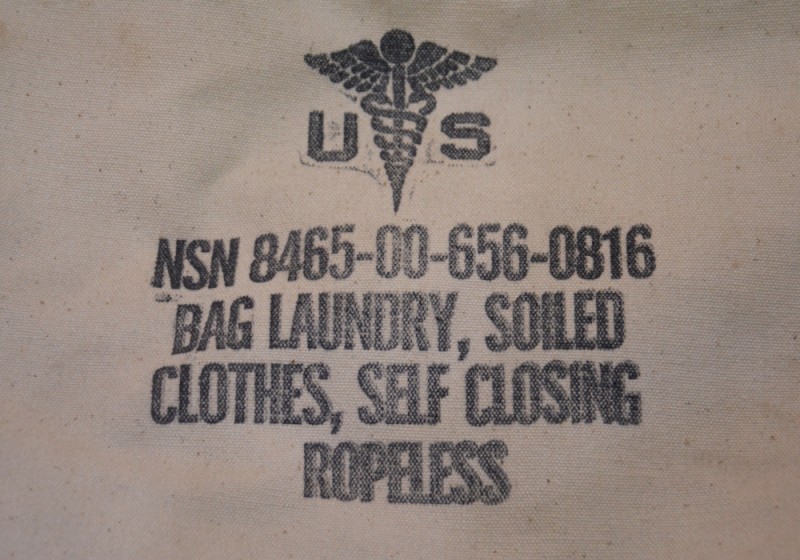 U S
NSN 8465-00-656-0816
BAG LAUNDRY, SOILED
CLOTHES, SELF CLOSING
ROPELESS